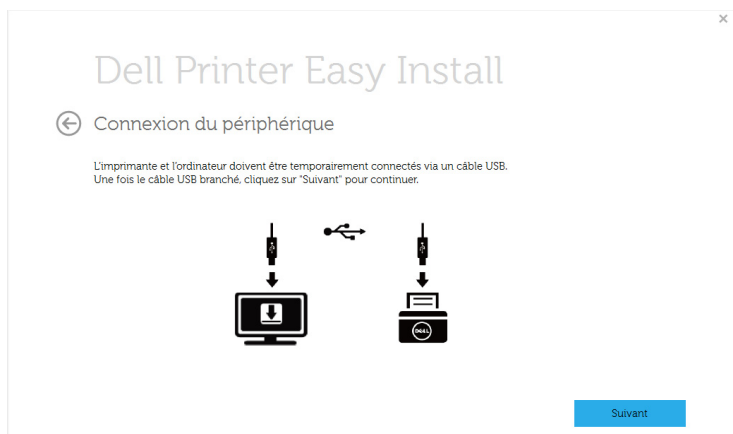 Dell Printer Easy Install
Connexion du périphérique
L'imprimante et l'ordinateur doivent être temporairement connectés via un câble USB.
Une fois le câble USB branché, cliquez sur "Suivant" pour continuer.
DELL
Suivant